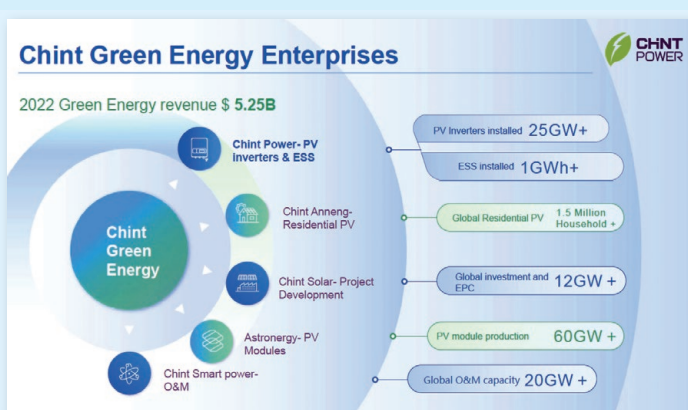 Chint Green Energy Enterprises
CHNT
POWER
2022 Green Energy revenue $ 5.25B
Chint
Green
Energy
Chint Power- PV
Inverters & ESS
PV Inverters installed 25GW+
ESS installed 1GWh+
Chint Anneng-
Residential PV
Global Residential PV 1.5 Million
Household +
Chint Solar- Project
Development
Global investment and
EPC 12GW +
Astronergy- PV
Modules
PV module production 60GW +
Chint Smart power-
O&M
Global O&M capacity 20GW +